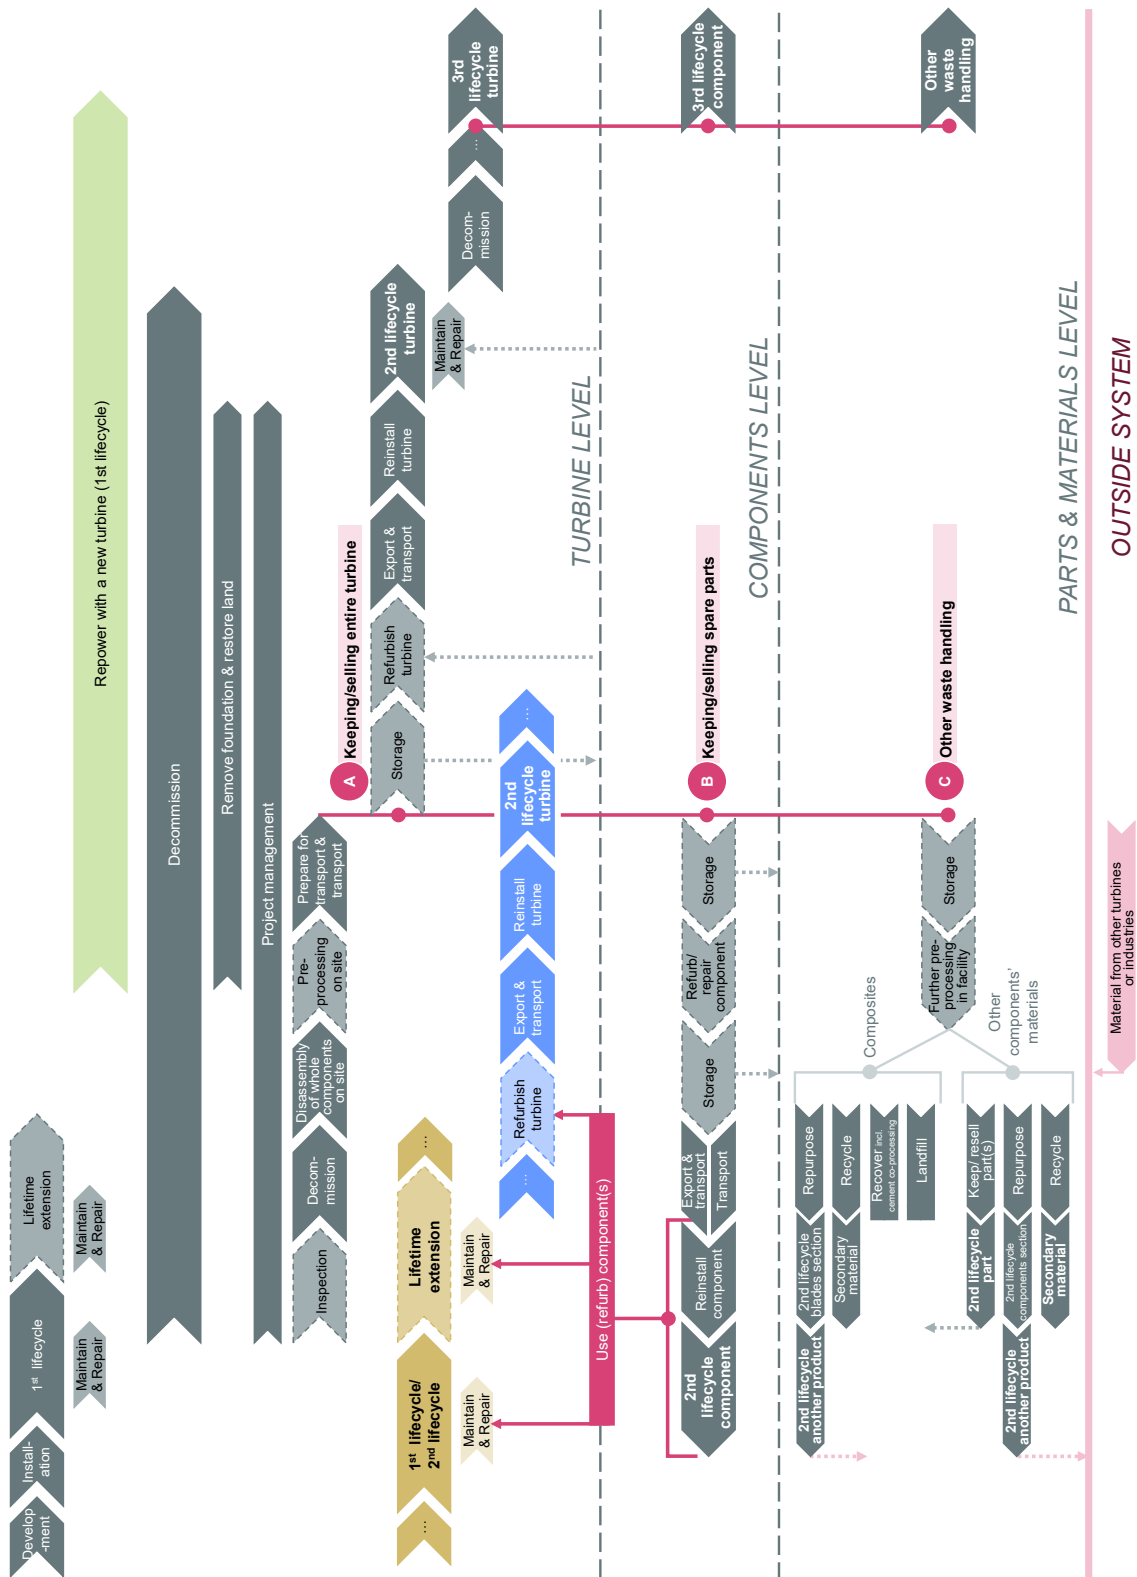 Develop
-ment
Install-
ation
1st lifecycle
Lifetime
extension
Maintain
& Repair
Maintain
& Repair
Repower with a new turbine (1st lifecycle)
Decommission
Remove foundation & restore land
Project management
Inspection
Decom-
mission
Disassembly
of whole
components
on site
Pre-
processing
on site
Prepare for
transport &
transport
A
Keeping/selling entire turbine
Storage
Refurbish
turbine
Export &
transport
Reinstall
turbine
2nd lifecycle
turbine
Maintain
& Repair
Decom-
mission
...
3rd
lifecycle
turbine
...
1st lifecycle/
2nd lifecycle
Lifetime
extension
...
Maintain
& Repair
Maintain
& Repair
...
Refurbish
turbine
Export &
transport
Reinstall
turbine
2nd
lifecycle
turbine
...
TURBINE LEVEL
Use (refurb) component(s)
B
Keeping/selling spare parts
Storage
Refurb/
repair
component
Storage
Export &
transport
Transport
Reinstall
component
2nd
lifecycle
component
3rd lifecycle
component
COMPONENTS LEVEL
C
Other waste handling
Storage
Further pre-
processing
in facility
Other
waste
handling
Composites
Other
components'
materials
Repurpose
2nd lifecycle
blades section
2nd lifecycle
another product
Recycle
Secondary
material
Recover incl.
cement co-processing
Landfill
Keep/ resell
part(s)
2nd lifecycle
part
Repurpose
2nd lifecycle
components section
2nd lifecycle
another product
Recycle
Secondary
material
PARTS & MATERIALS LEVEL
Material from other turbines
or industries
OUTSIDE SYSTEM